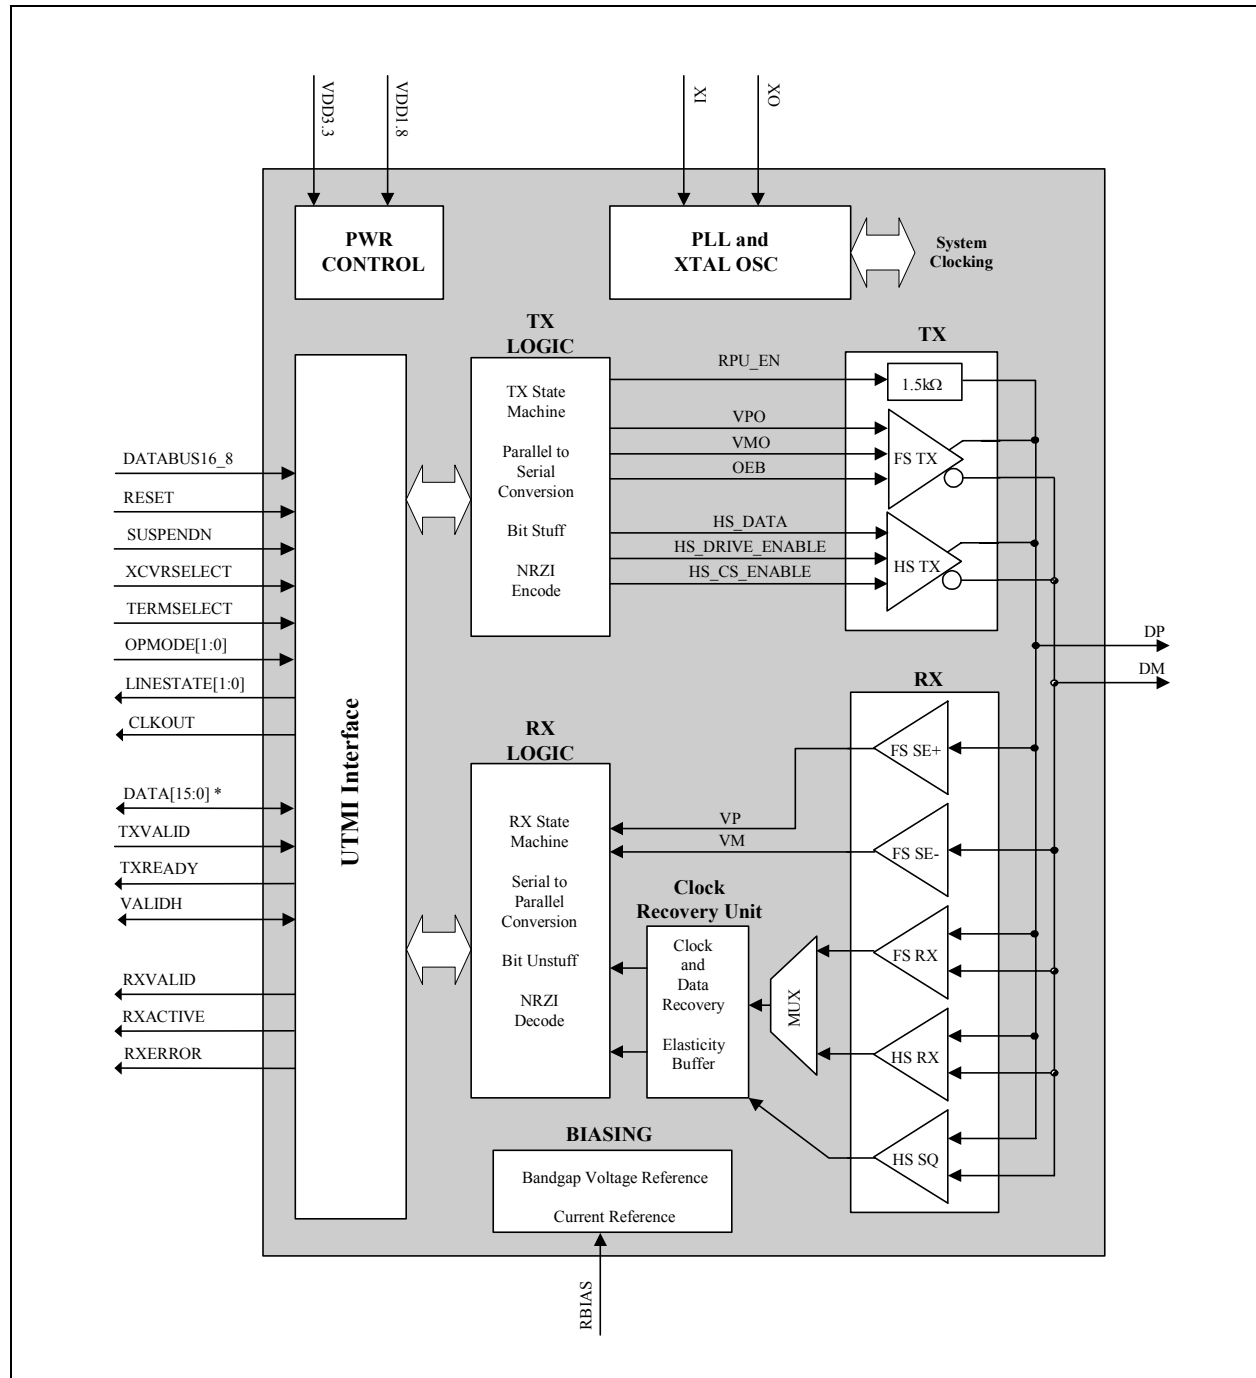 VDD3.3
VDD1.8
XI
XO
PWR
CONTROL
PLL and
XTAL OSC
System
Clocking
TX
LOGIC
TX State
Machine
Parallel to
Serial
Conversion
Bit Stuff
NRZI
Encode
RPU_EN
VPO
VMO
OEB
HS_DATA
HS_DRIVE_ENABLE
HS_CS_ENABLE
TX
1.5kΩ
FS TX
HS TX
DATABUS16_8
RESET
SUSPENDN
XCVRSELECT
TERMSELECT
OPMODE[1:0]
LINESTATE[1:0]
CLKOUT
DATA[15:0] *
TXVALID
TXREADY
VALIDH
RXVALID
RXACTIVE
RXERROR
UTMI Interface
DP
DM
RX
LOGIC
RX State
Machine
Serial to
Parallel
Conversion
Bit Unstuff
NRZI
Decode
VP
VM
Clock
Recovery Unit
Clock
and
Data
Recovery
Elasticity
Buffer
MUX
RX
FS SE+
FS SE-
FS RX
HS RX
HS SQ
BIASING
Bandgap Voltage Reference
Current Reference
RBIAS